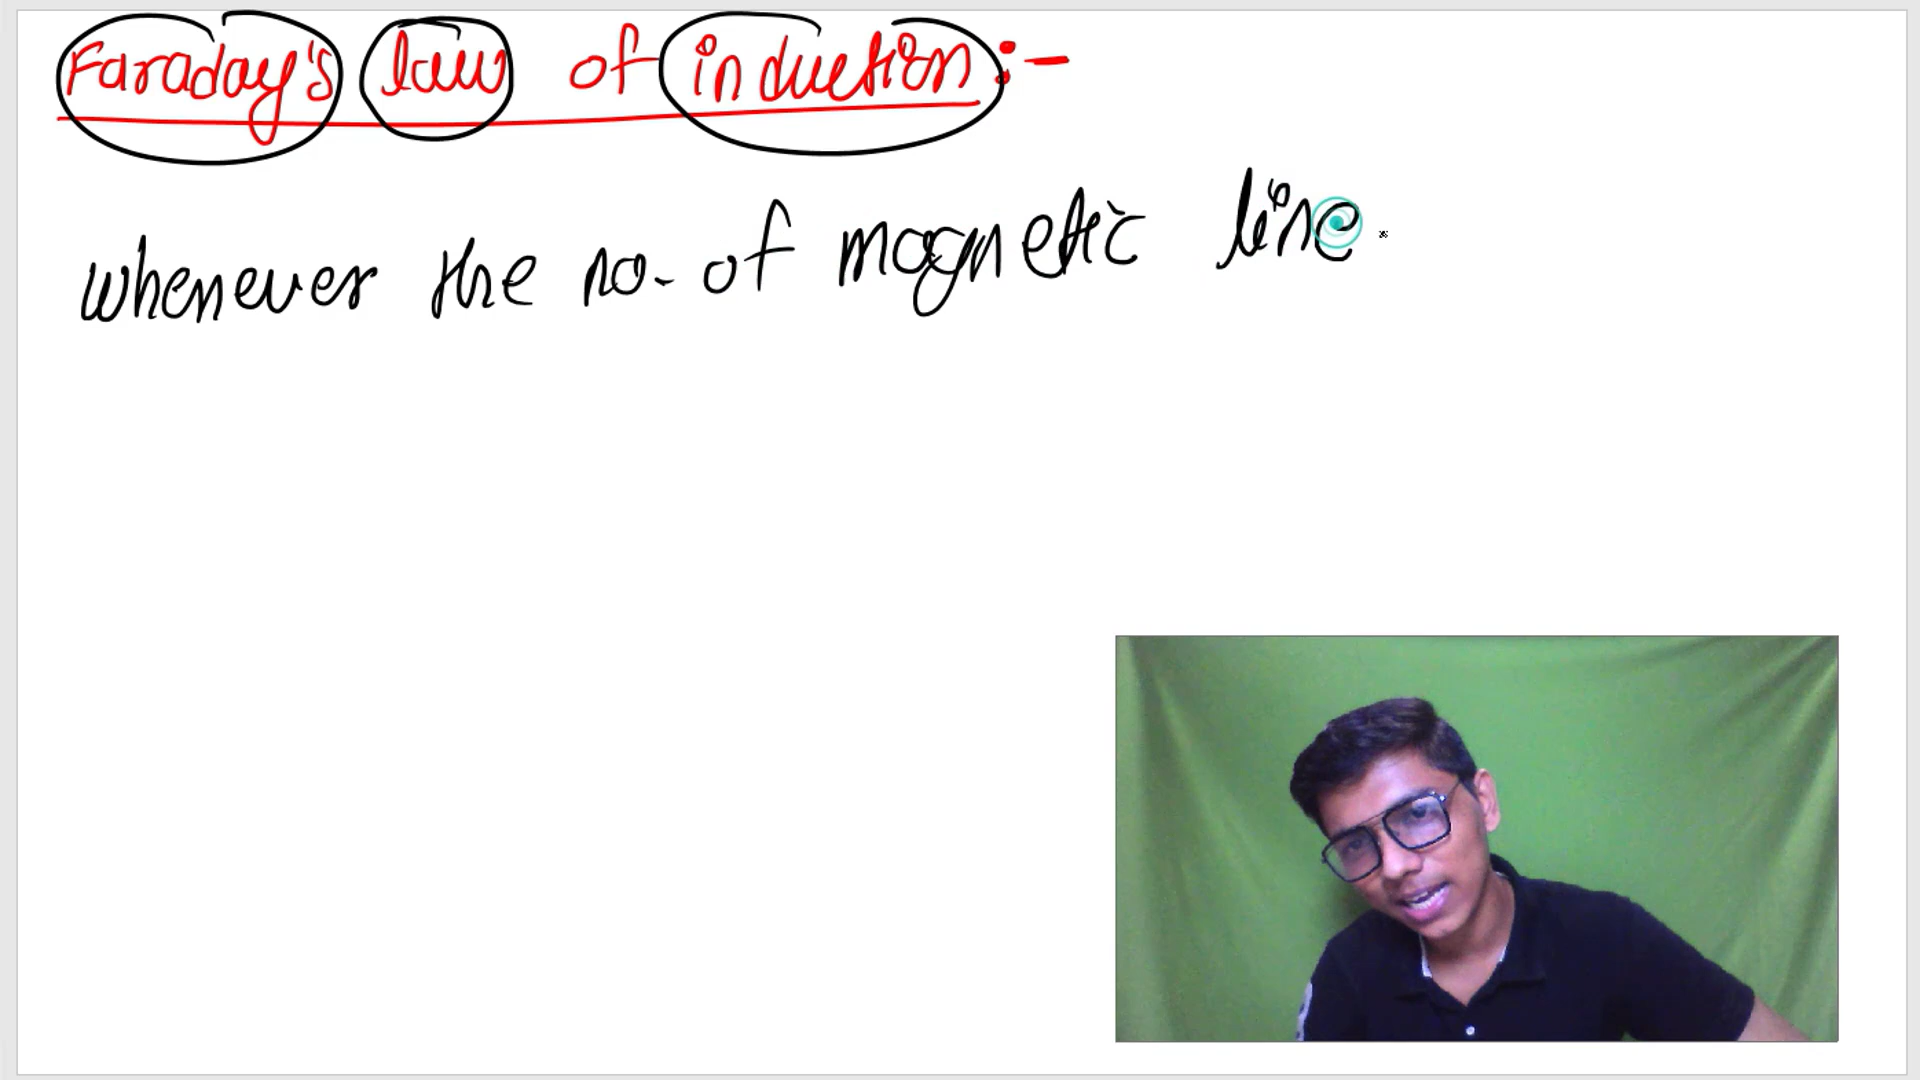 Faraday's law of induction :-
whenever the no. of magnetic line